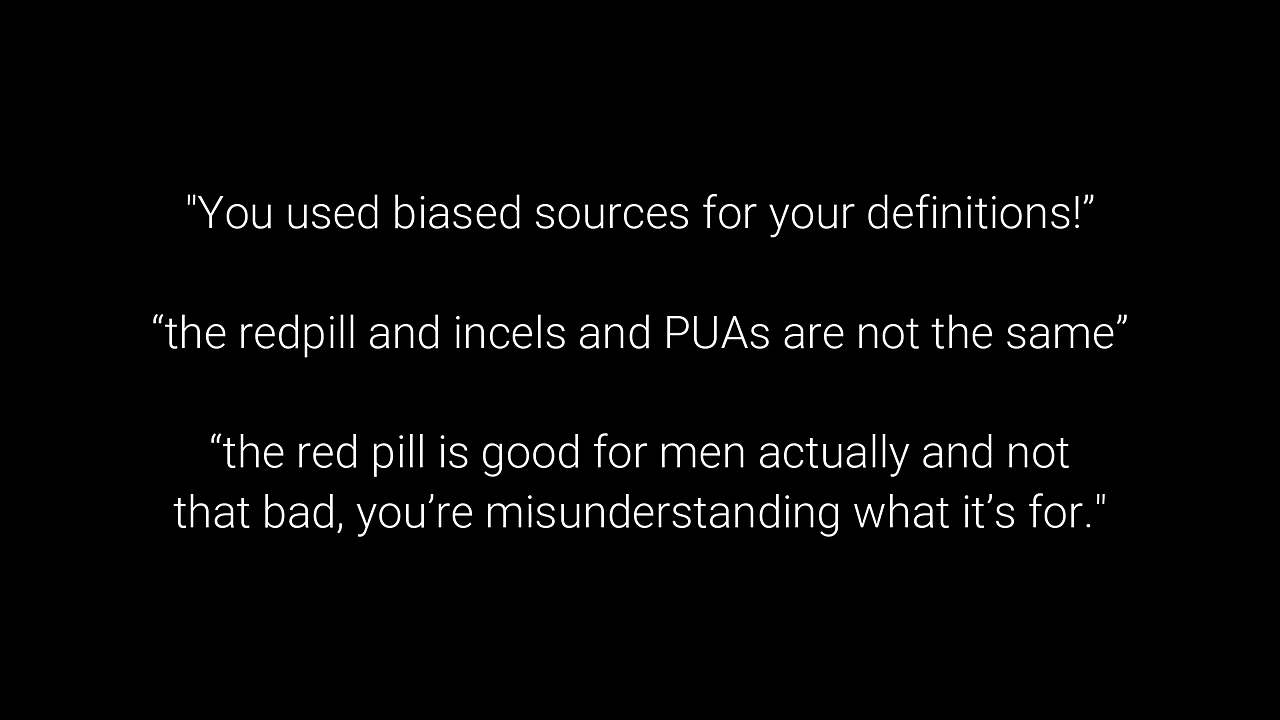 "You used biased sources for your definitions!”
“the redpill and incels and PUAs are not the same”
“the red pill is good for men actually and not
that bad, you’re misunderstanding what it’s for."